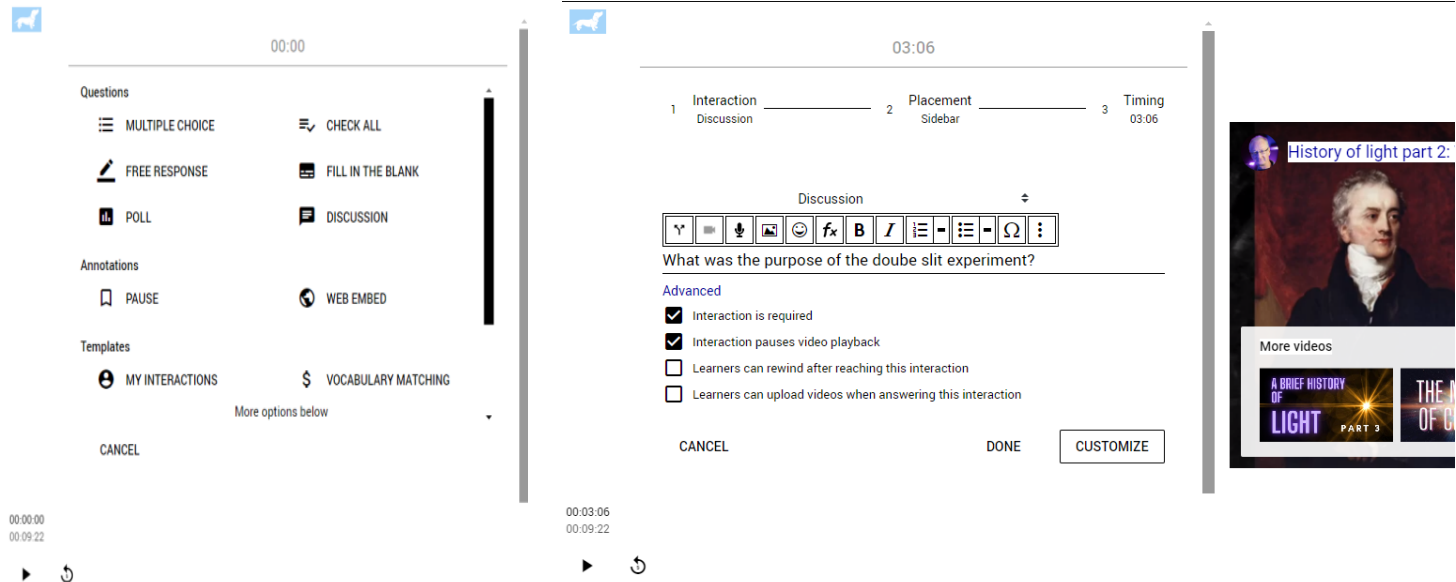 00:00
Questions
MULTIPLE CHOICE
CHECK ALL
FREE RESPONSE
FILL IN THE BLANK
POLL
DISCUSSION
Annotations
PAUSE
WEB EMBED
Templates
MY INTERACTIONS
$ VOCABULARY MATCHING
More options below
CANCEL
00:00:00
00:09:22
5
03:06
1 Interaction
Discussion
2 Placement
Sidebar
3 Timing
03:06
Discussion
fx B I Ω
What was the purpose of the doube slit experiment?
Advanced
Interaction is required
Interaction pauses video playback
Learners can rewind after reaching this interaction
Learners can upload videos when answering this interaction
CANCEL
DONE
CUSTOMIZE
00:03:06
00:09:22
5
History of light part 2:
More videos
A BRIEF HISTORY
OF
LIGHT
PART 3
THE
OF